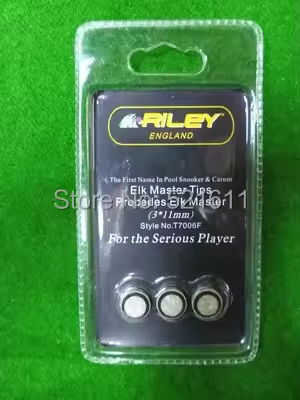 RILEY
ENGLAND
The First Name In Pool Snooker & Carom
Elk Master Tips
Probedes Elk Master
(3*11mm)
Style No.T7006F
For the Serious Player